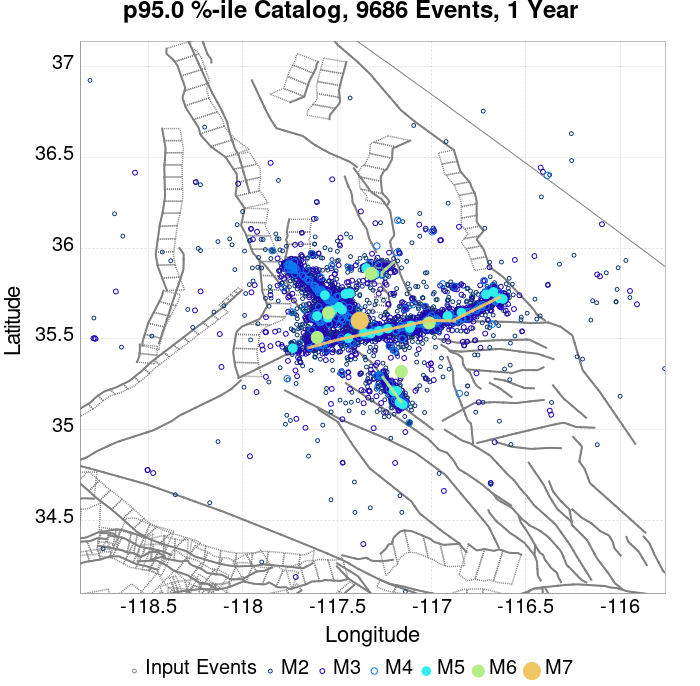 p95.0 %-ile Catalog, 9686 Events, 1 Year
37
36.5
36
35.5
35
34.5
Latitude
-118.5 -118 -117.5 -117 -116.5 -116
Longitude
Input Events M2 M3 M4 M5 M6 M7